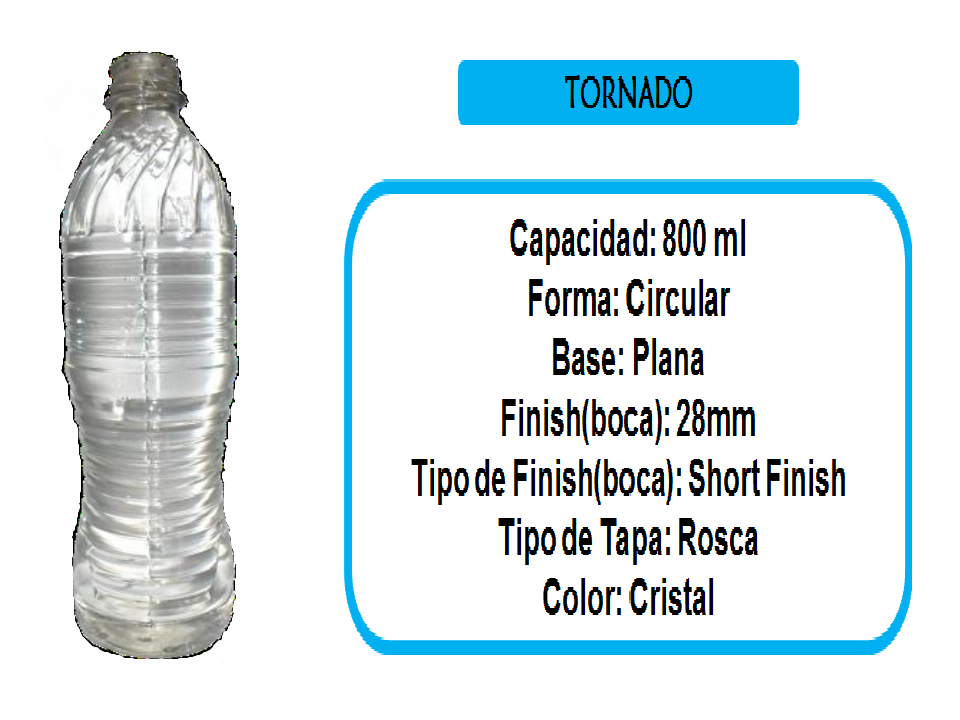 TORNADO
Capacidad: 800 ml
Forma: Circular
Base: Plana
Finish(boca): 28mm
Tipo de Finish(boca): Short Finish
Tipo de Tapa: Rosca
Color: Cristal